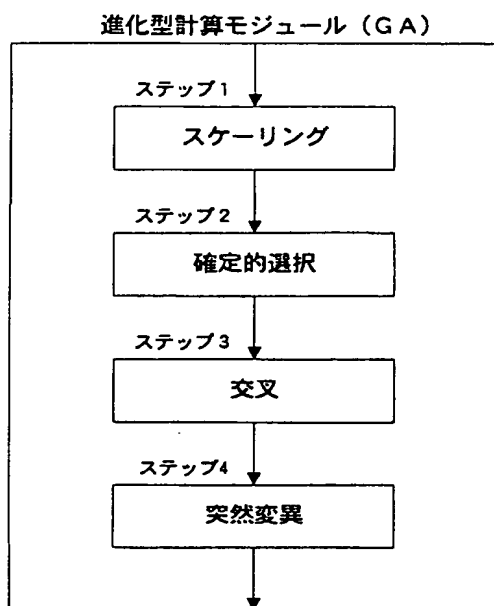 進化型計算モジュール（ＧＡ）
ステップ1
スケーリング
ステップ2
確定的選択
ステップ3
交叉
ステップ4
突然変異